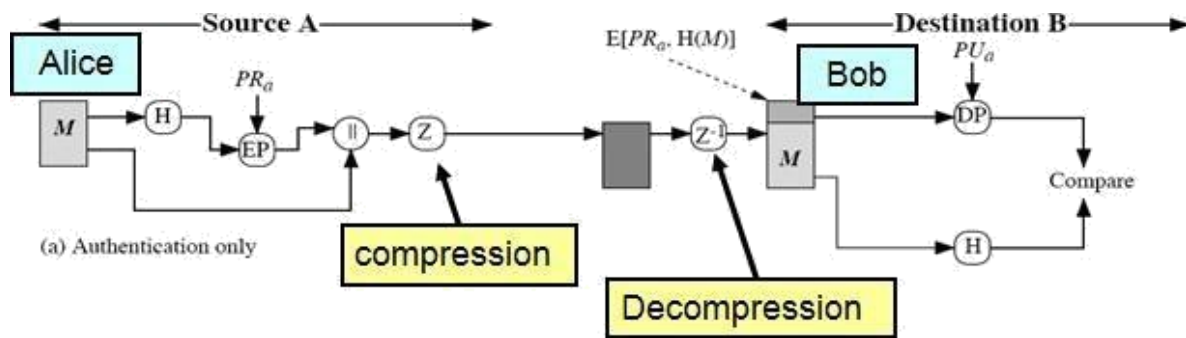 Source A
Destination B
Alice
E[PRₐ, H(M)]
Bob
PUₐ
PRₐ
M
H
EP
||
Z
Z⁻¹
M
DP
Compare
H
(a) Authentication only
compression
Decompression